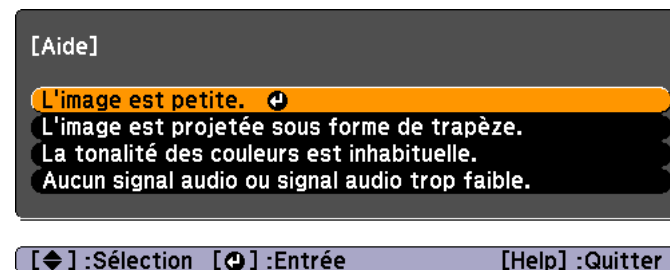 [Aide]
L'image est petite.
L'image est projetée sous forme de trapèze.
La tonalité des couleurs est inhabituelle.
Aucun signal audio ou signal audio trop faible.
[◆] :Sélection [↵] :Entrée [Help] :Quitter